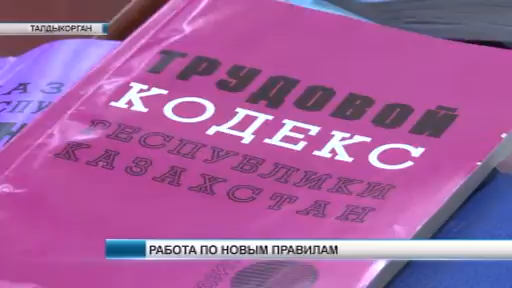 ТАЛДЫКОРГАН
ТРУДОВОЙ
КОДЕКС
РЕСПУБЛИКИ
КАЗАХСТАН
РАБОТА ПО НОВЫМ ПРАВИЛАМ